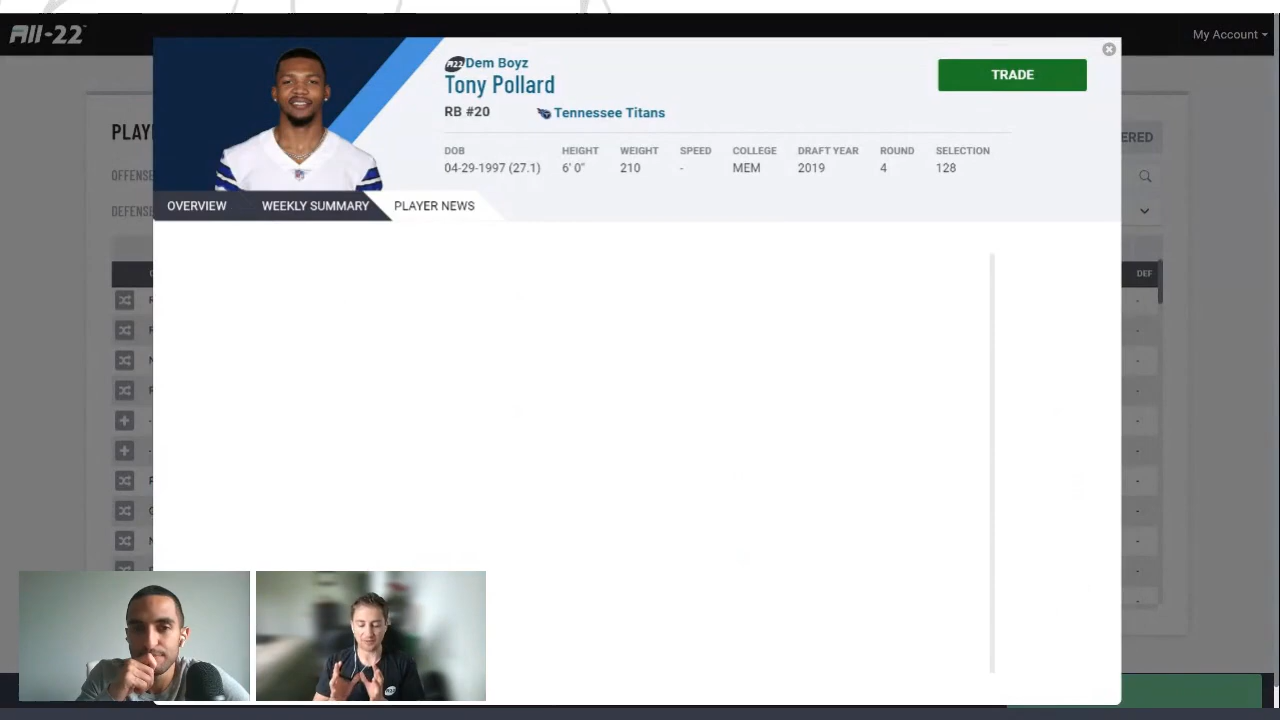 All-22
My Account
PLAY
ERED
OFFENSE
DEFENSE
DEF
A22 Dem Boyz
Tony Pollard
RB #20 Tennessee Titans
TRADE
DOB HEIGHT WEIGHT SPEED COLLEGE DRAFT YEAR ROUND SELECTION
04-29-1997 (27.1) 6' 0" 210 - MEM 2019 4 128
OVERVIEW WEEKLY SUMMARY PLAYER NEWS